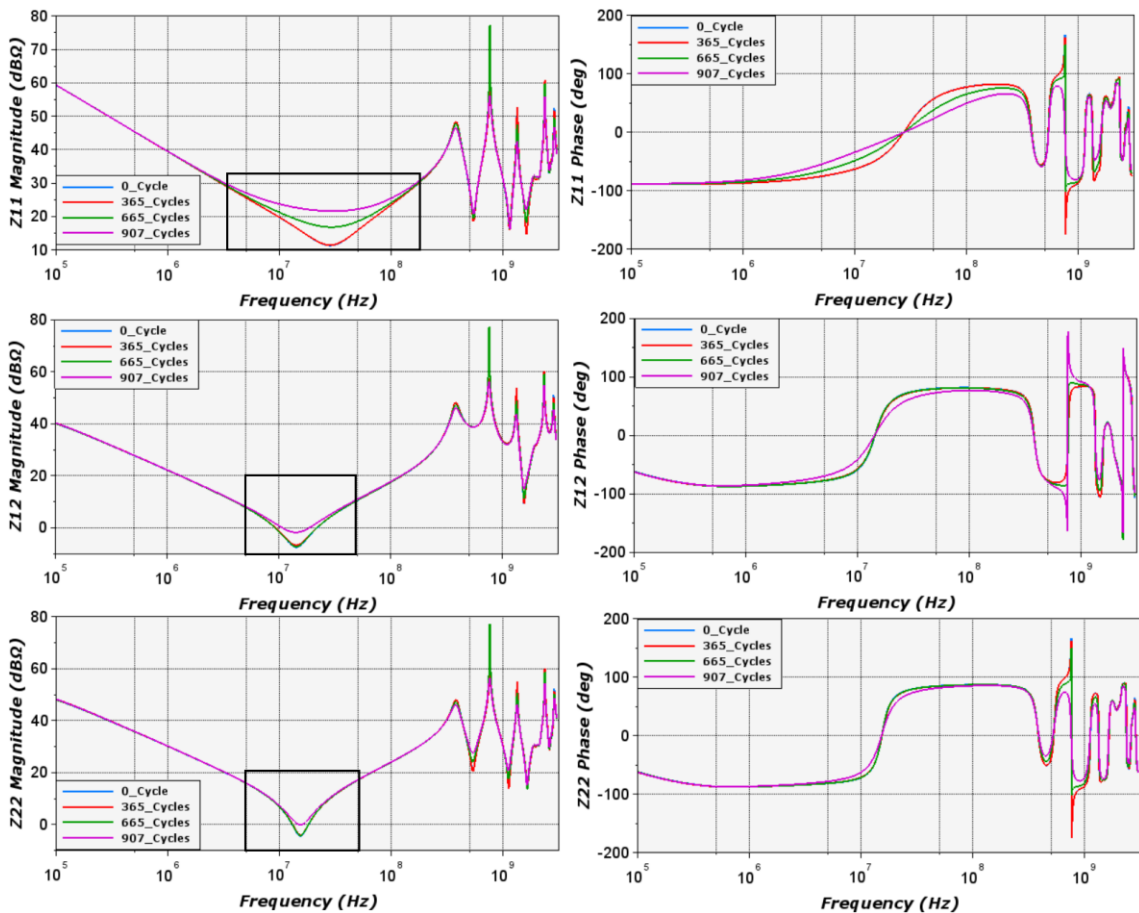 Z11 Magnitude (dBΩ)
80
70
60
50
40
30
20
10
0_Cycle
365_Cycles
665_Cycles
907_Cycles
10^5 10^6 10^7 10^8 10^9
Frequency (Hz)
Z11 Phase (deg)
200
100
0
-100
-200
0_Cycle
365_Cycles
665_Cycles
907_Cycles
10^5 10^6 10^7 10^8 10^9
Frequency (Hz)
Z12 Magnitude (dBΩ)
80
60
40
20
0
0_Cycle
365_Cycles
665_Cycles
907_Cycles
10^5 10^6 10^7 10^8 10^9
Frequency (Hz)
Z12 Phase (deg)
200
100
0
-100
-200
0_Cycle
365_Cycles
665_Cycles
907_Cycles
10^5 10^6 10^7 10^8 10^9
Frequency (Hz)
Z22 Magnitude (dBΩ)
80
60
40
20
0
0_Cycle
365_Cycles
665_Cycles
907_Cycles
10^5 10^6 10^7 10^8 10^9
Frequency (Hz)
Z22 Phase (deg)
200
100
0
-100
-200
0_Cycle
365_Cycles
665_Cycles
907_Cycles
10^5 10^6 10^7 10^8 10^9
Frequency (Hz)